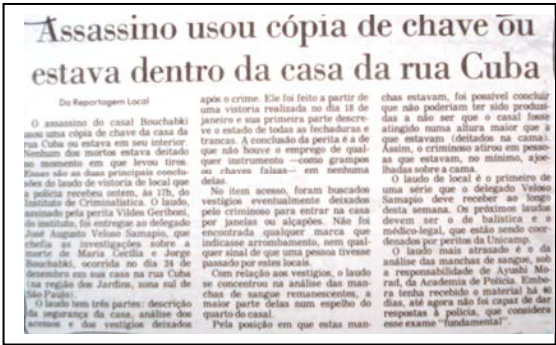 Assassino usou cópia de chave ou
estava dentro da casa da rua Cuba
Da Reportagem Local
O assassino do casal Bouchabki
usou uma cópia de chave da casa da
rua Cuba ou estava em seu interior.
Nenhum dos mortos estava deitado
no momento em que levou tiros.
Essas são as duas principais conclu-
sões do laudo de vistoria de local que
a polícia recebeu ontem, às 17h, do
Instituto de Criminalística. O laudo,
assinado pela perita Vildes Geriboni,
do instituto, foi entregue ao delegado
José Augusto Veloso Samapio, que
chefia as investigações sobre a
morte de Maria Cecília e Jorge
Bouchabki, ocorrida no dia 24 de
dezembro em sua casa na rua Cuba
(na região dos Jardins, zona sul de
São Paulo).
O laudo tem três partes: descrição
da segurança da casa, análise dos
acessos e dos vestígios deixados
após o crime. Ele foi feito a partir de
uma vistoria realizada no dia 18 de
janeiro e sua primeira parte descre-
ve o estado de todas as fechaduras e
trancas. A conclusão da perita é a de
que não houve o emprego de qual-
quer instrumento —como grampos
ou chaves falsas— em nenhuma
delas.
No item acesso, foram buscados
vestígios eventualmente deixados
pelo criminoso para entrar na casa
por janelas ou alçapões. Não foi
encontrada qualquer marca que
indicasse arrombamento, nem qual-
quer sinal de que uma pessoa tivesse
passado por estes locais.
Com relação aos vestígios, o laudo
se concentrou na análise das man-
chas de sangue remanescentes, a
maior parte delas num espelho do
quarto do casal.
Pela posição em que estas man-
chas estavam, foi possível concluir
que não poderiam ter sido produzi-
das a não ser que o casal fosse
atingido numa altura maior que a
que estavam (deitados na cama).
Assim, o criminoso atirou em pesso-
as que estavam, no mínimo, ajoe-
lhadas sobre a cama.
O laudo de local é o primeiro de
uma série que o delegado Veloso
Samapio deve receber ao longo
desta semana. Os próximos laudos
devem ser o de balística e o
médico-legal, que estão sendo condu-
zidos por peritos da Unicamp.
O laudo mais atrasado é o da
análise das manchas de sangue, sob
a responsabilidade de Ayushi Mo-
rad, da Academia de Polícia. Embo-
ra tenha recebido o material há 40
dias, até agora não foi capaz de dar
respostas à polícia, que considera
esse exame "fundamental"